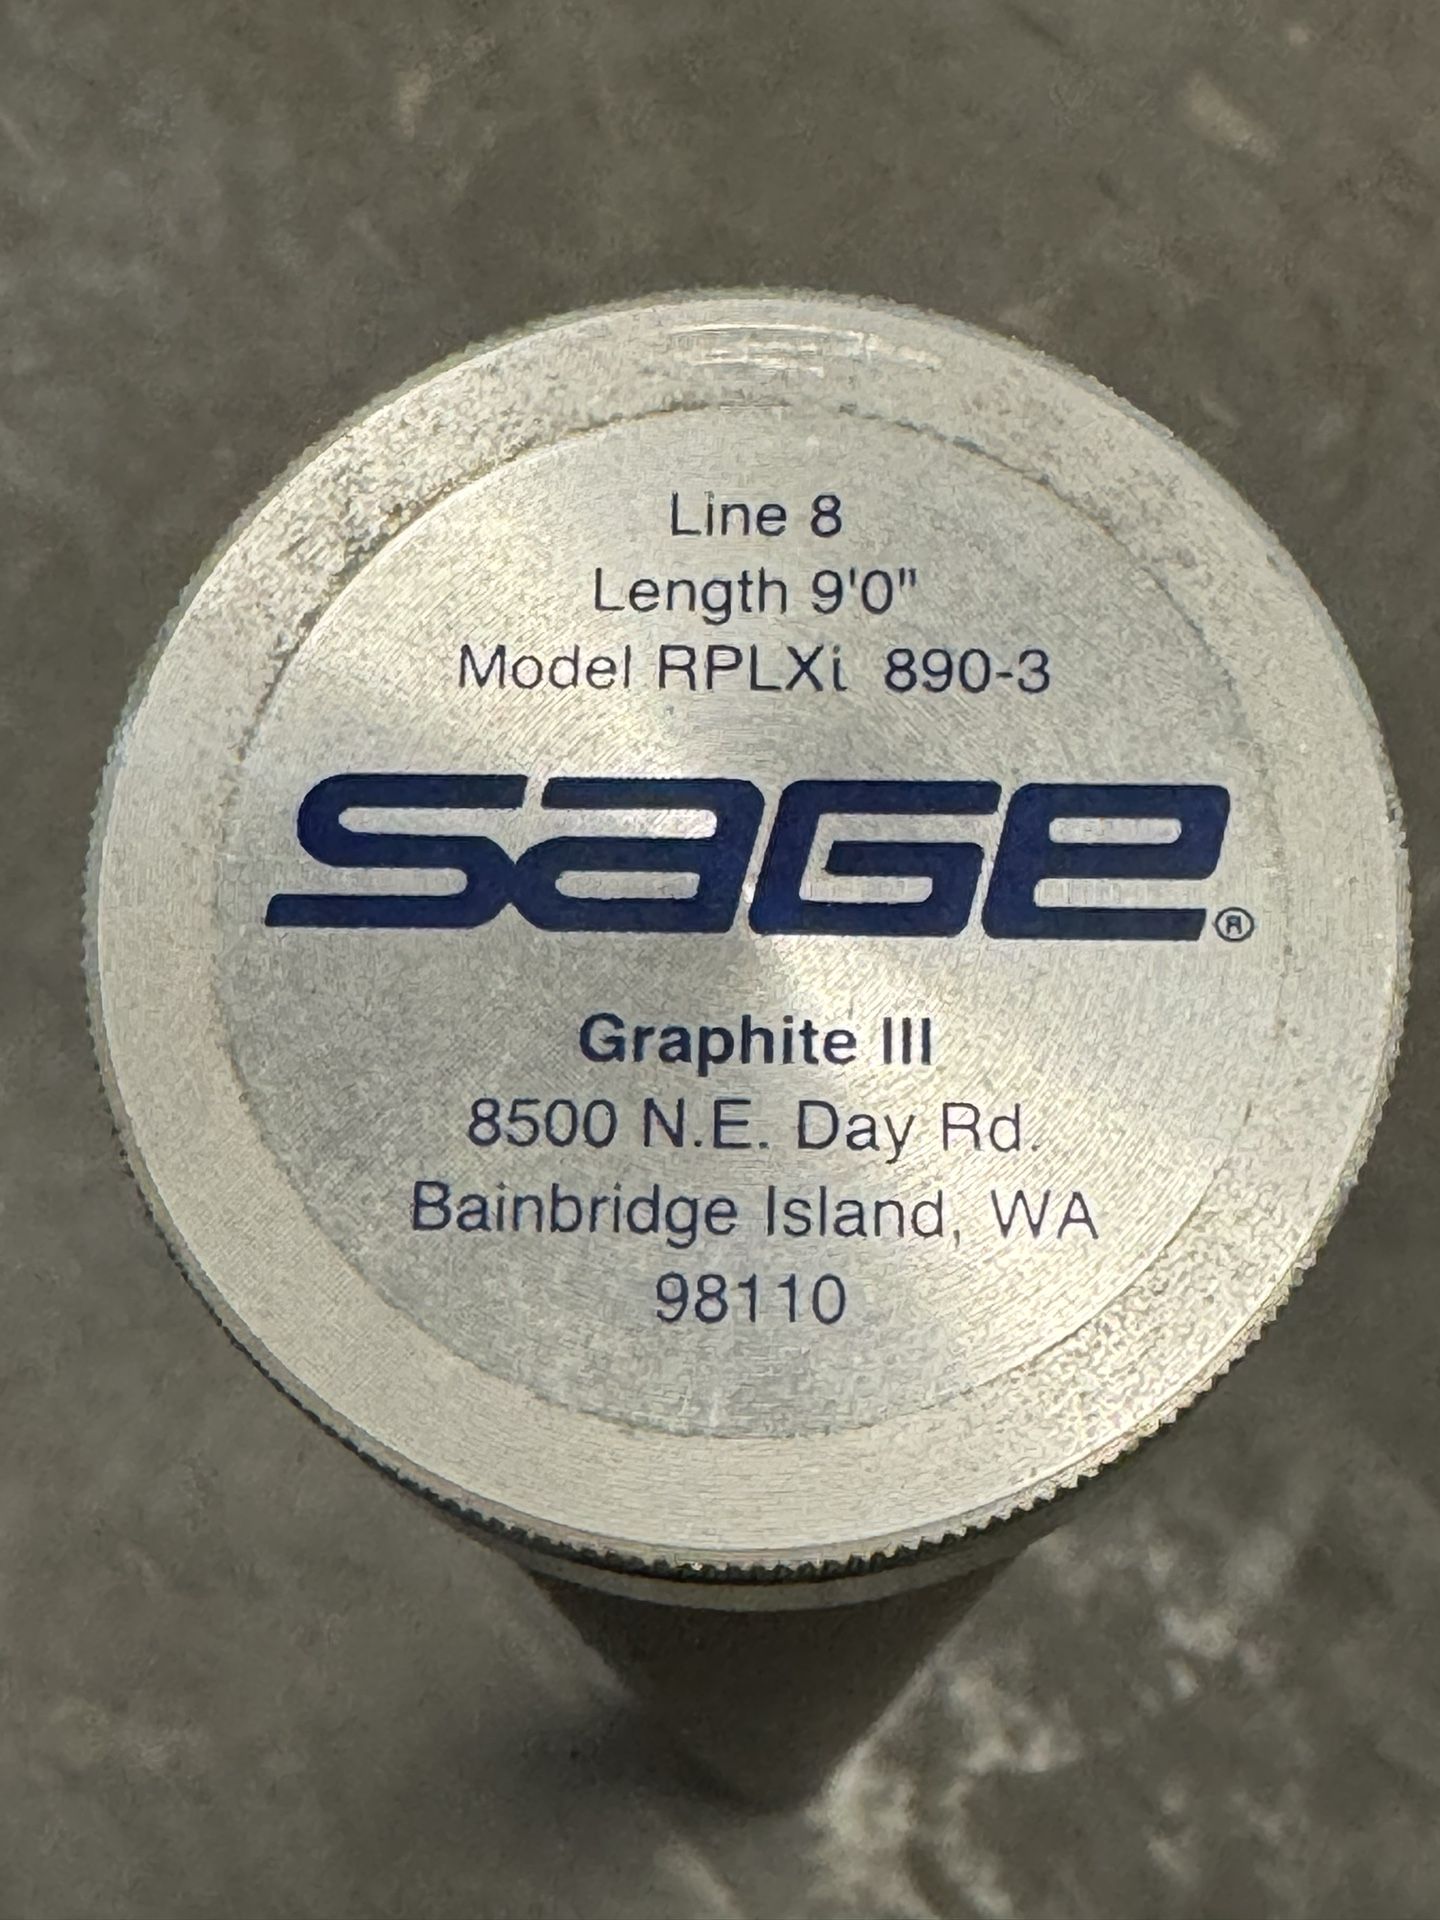 Line 8
Length 9'0"
Model RPLXi 890-3
SAGE®
Graphite III
8500 N.E. Day Rd.
Bainbridge Island, WA
98110